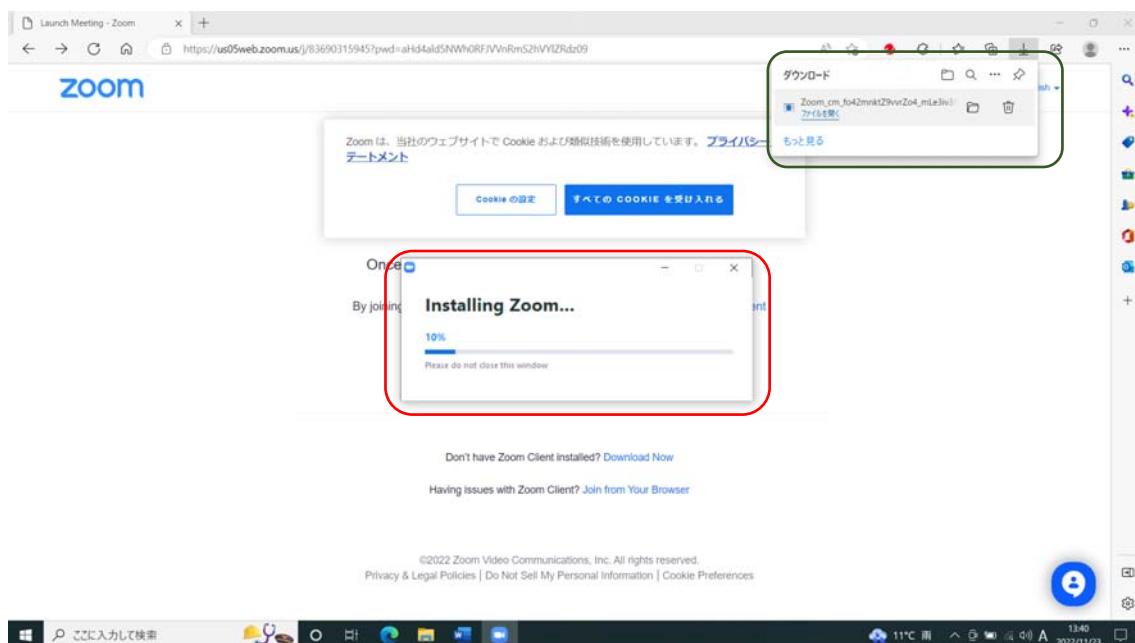 Launch Meeting - Zoom
https://us05web.zoom.us/j/83690315945?pwd=aHd4ald5NWh0RFJVVnRmS2hVYlZRdz09
zoom
ダウンロード
ファイルを開く
もっと見る
Zoom は、当社のウェブサイトで Cookie および類似技術を使用しています。 プライバシー
テートメント
Cookie の設定
すべての COOKIE を受け入れる
Once
By joining
Installing Zoom...
10%
Please do not close this window
Don't have Zoom Client installed? Download Now
Having issues with Zoom Client? Join from Your Browser
©2022 Zoom Video Communications, Inc. All rights reserved.
Privacy & Legal Policies | Do Not Sell My Personal Information | Cookie Preferences
ここに入力して検索
11°C 雨
A
13:40
2022/11/23